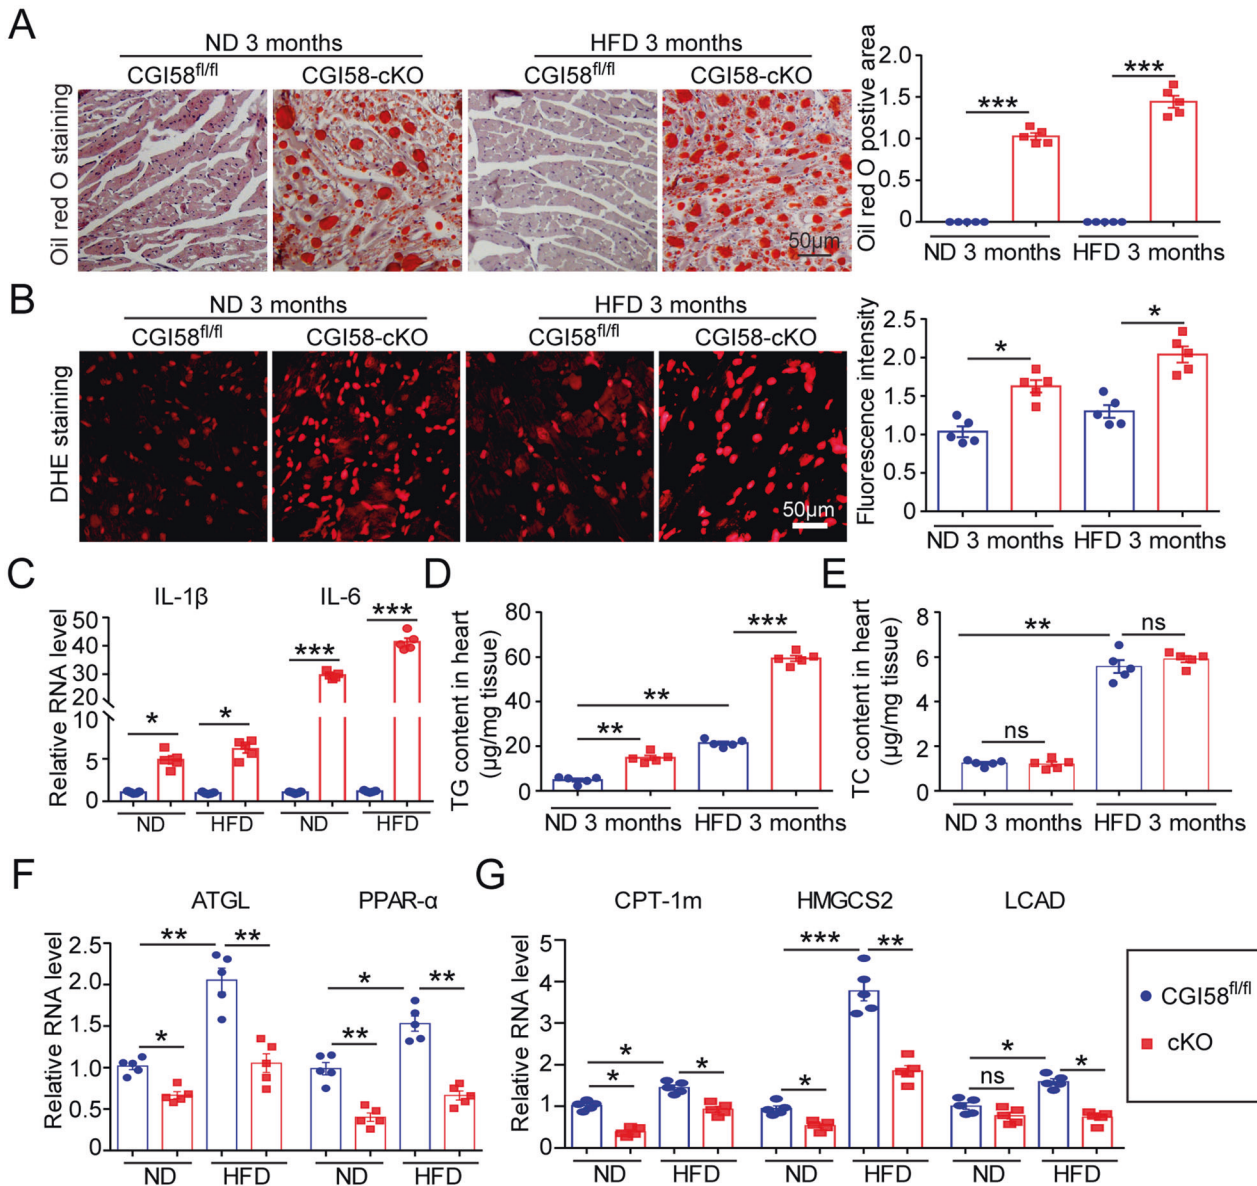 A
ND 3 months
HFD 3 months
CGI58fl/fl
CGI58-cKO
CGI58fl/fl
CGI58-cKO
Oil red O staining
50μm
Oil red O postive area
2.0
1.5
1.0
0.5
0
***
***
ND 3 months
HFD 3 months
B
ND 3 months
HFD 3 months
CGI58fl/fl
CGI58-cKO
CGI58fl/fl
CGI58-cKO
DHE staining
50μm
Fluorescence intensity
2.5
2.0
1.5
1.0
0.5
0
*
*
ND 3 months
HFD 3 months
C
IL-1β
IL-6
Relative RNA level
50
40
30
20
10
5
0
*
*
***
***
ND
HFD
ND
HFD
D
TG content in heart
(μg/mg tissue)
80
60
40
20
0
**
**
***
ND 3 months
HFD 3 months
E
TC content in heart
(μg/mg tissue)
8
6
4
2
0
ns
**
ns
ND 3 months
HFD 3 months
F
ATGL
PPAR-α
Relative RNA level
2.5
2.0
1.5
1.0
0.5
0
**
**
*
*
**
**
ND
HFD
ND
HFD
G
CPT-1m
HMGCS2
LCAD
Relative RNA level
5
4
3
2
1
0
*
*
*
***
**
*
*
ns
*
ND
HFD
ND
HFD
ND
HFD
CGI58fl/fl
cKO